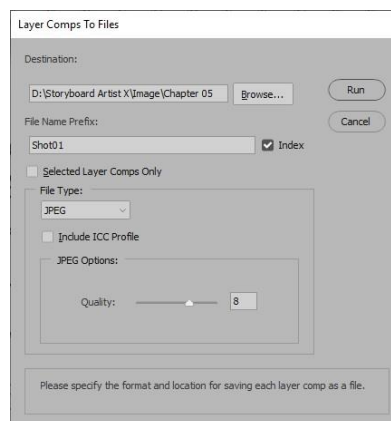 Layer Comps To Files
Destination:
D:\Storyboard Artist X\Image\Chapter 05
Browse...
Run
File Name Prefix:
Cancel
Shot01
Index
Selected Layer Comps Only
File Type:
JPEG
Include ICC Profile
JPEG Options:
Quality:
8
Please specify the format and location for saving each layer comp as a file.